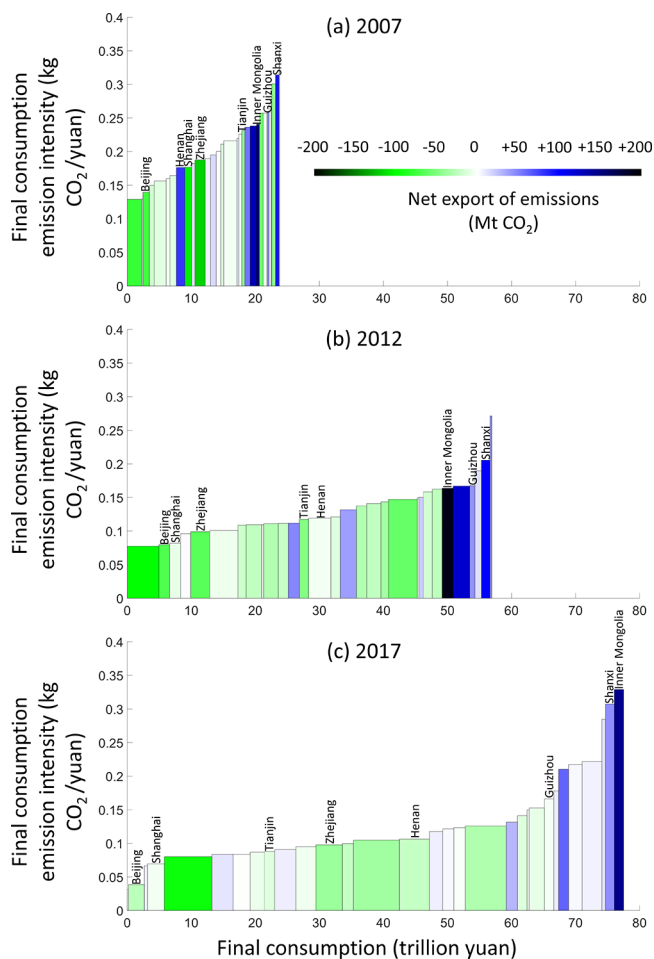 (a) 2007
Final consumption
emission intensity (kg
CO2/yuan)
0.4
0.35
0.3
0.25
0.2
0.15
0.1
0.05
0
Beijing
Henan
Shanghai
Zhejiang
Tianjin
Inner Mongolia
Guizhou
Shanxi
-200 -150 -100 -50 0 +50 +100 +150 +200
Net export of emissions
(Mt CO2)
0 10 20 30 40 50 60 70 80
(b) 2012
Final consumption
emission intensity (kg
CO2/yuan)
0.4
0.35
0.3
0.25
0.2
0.15
0.1
0.05
0
Beijing
Shanghai
Zhejiang
Tianjin
Henan
Inner Mongolia
Guizhou
Shanxi
0 10 20 30 40 50 60 70 80
(c) 2017
Final consumption
emission intensity (kg
CO2/yuan)
0.4
0.35
0.3
0.25
0.2
0.15
0.1
0.05
0
Beijing
Shanghai
Tianjin
Zhejiang
Henan
Guizhou
Shanxi
Inner Mongolia
0 10 20 30 40 50 60 70 80
Final consumption (trillion yuan)